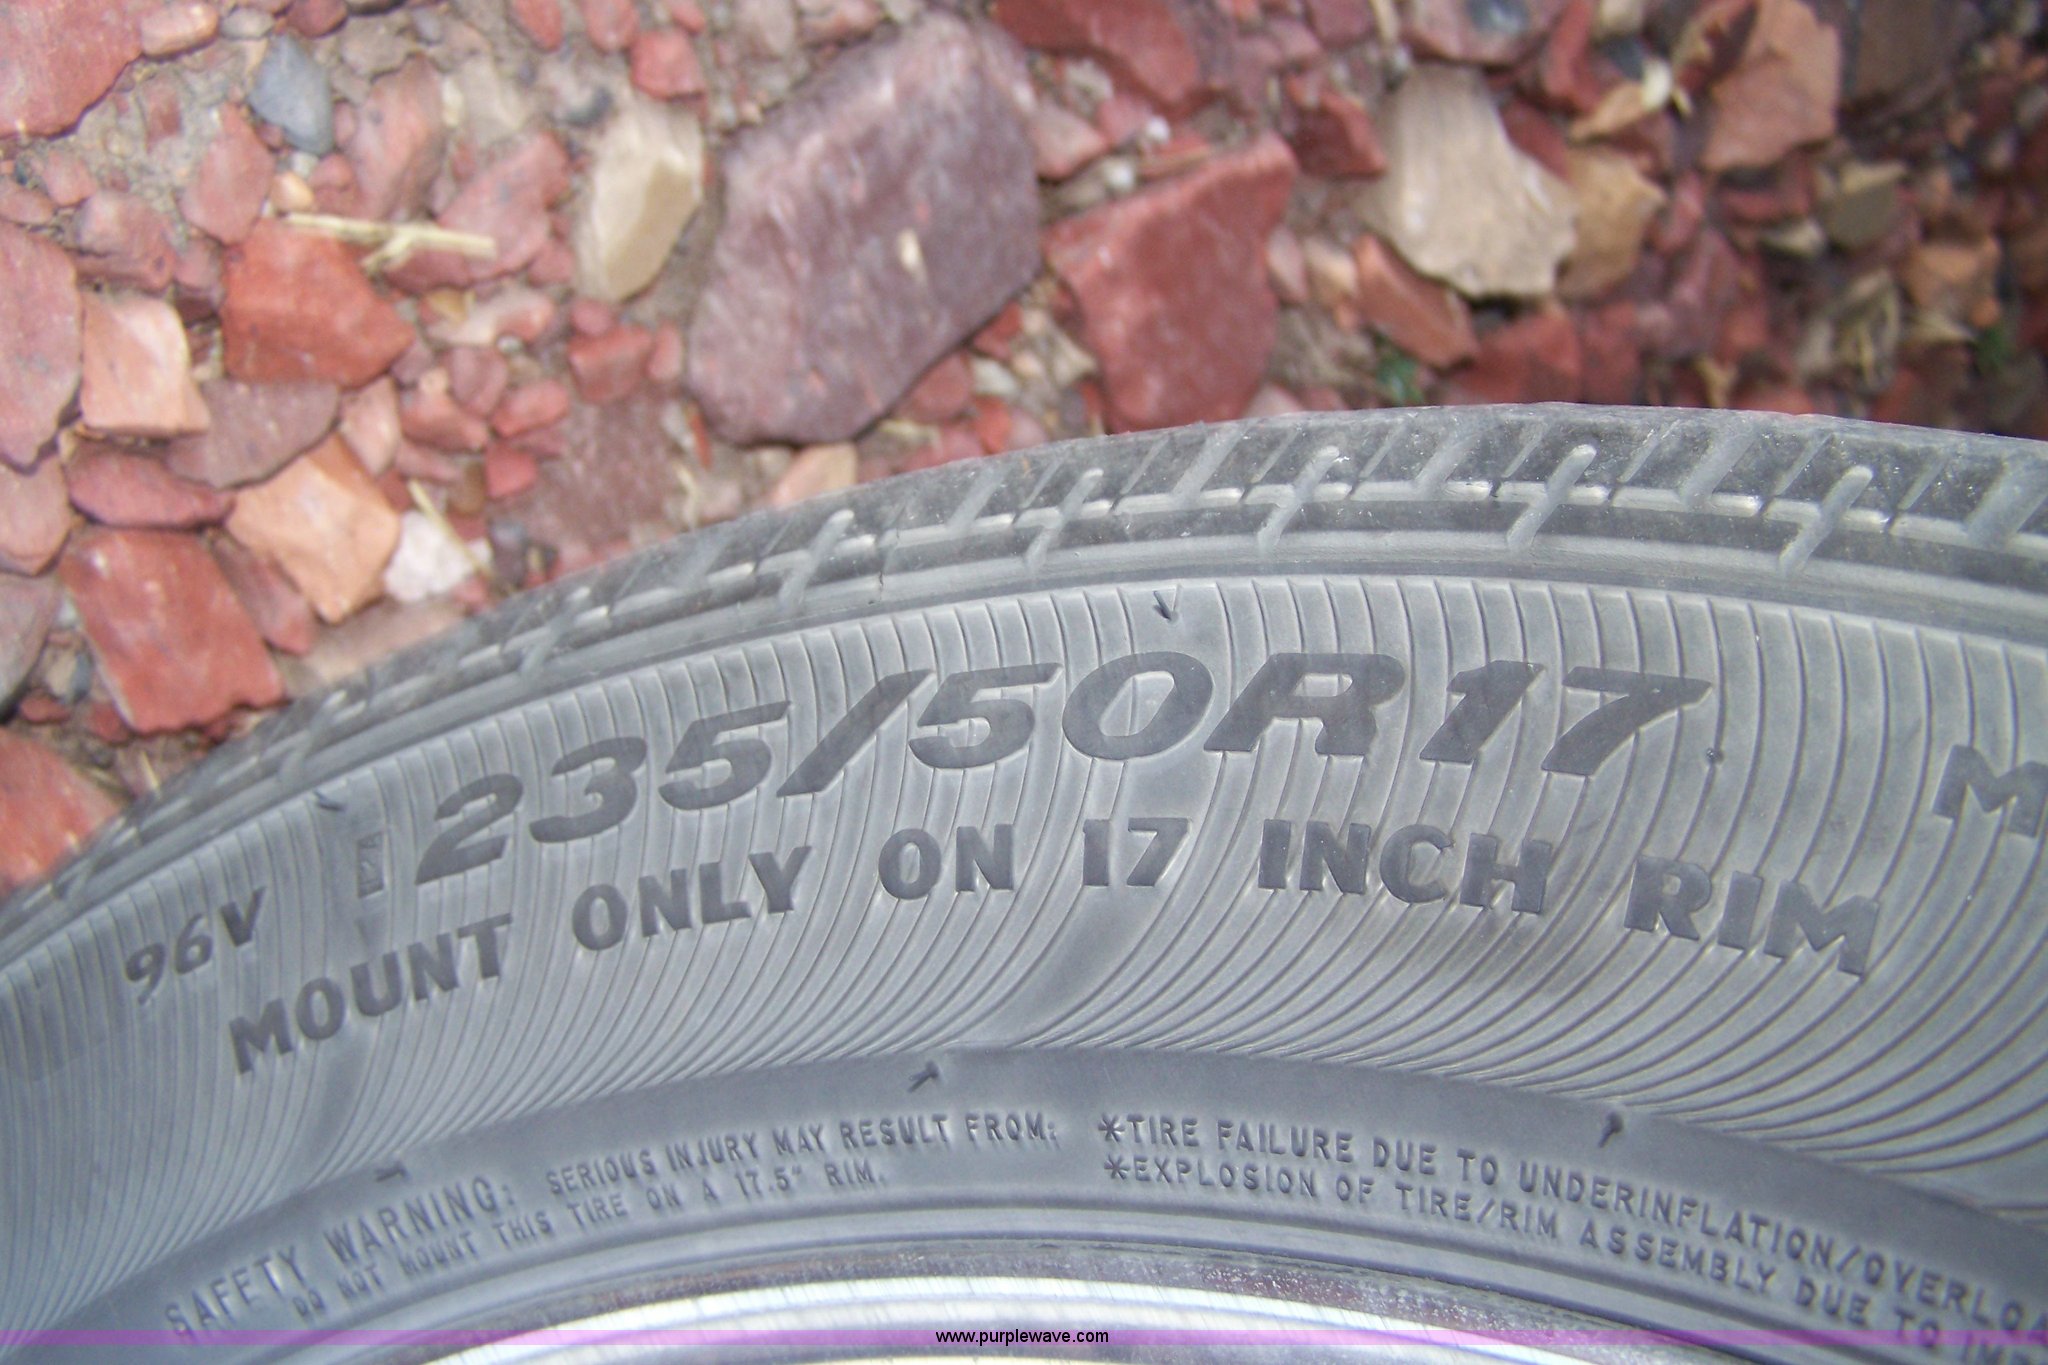 235/50R17
96V
MOUNT ONLY ON 17 INCH RIM
SAFETY WARNING: SERIOUS INJURY MAY RESULT FROM:
DO NOT MOUNT THIS TIRE ON A 17.5" RIM.
*TIRE FAILURE DUE TO UNDERINFLATION/OVERLOA
*EXPLOSION OF TIRE/RIM ASSEMBLY DUE TO IM
www.purplewave.com